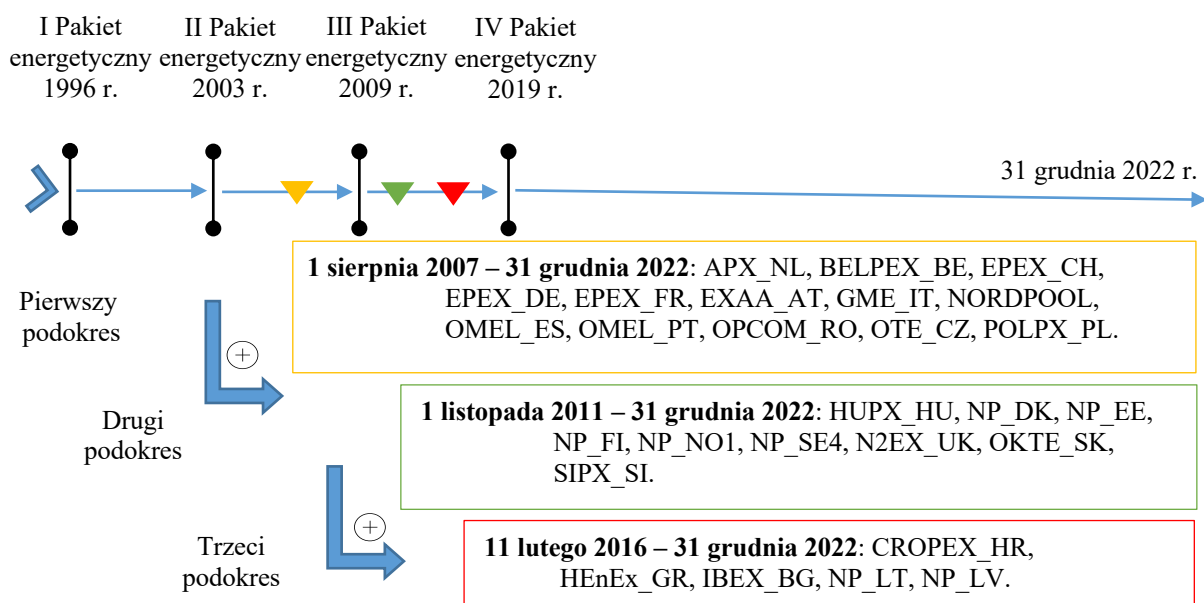 I Pakiet
energetyczny
1996 r.
II Pakiet
energetyczny
2003 r.
III Pakiet
energetyczny
2009 r.
IV Pakiet
energetyczny
2019 r.
31 grudnia 2022 r.
Pierwszy
podokres
+
1 sierpnia 2007 – 31 grudnia 2022: APX_NL, BELPEX_BE, EPEX_CH,
EPEX_DE, EPEX_FR, EXAA_AT, GME_IT, NORDPOOL,
OMEL_ES, OMEL_PT, OPCOM_RO, OTE_CZ, POLPX_PL.
Drugi
podokres
+
1 listopada 2011 – 31 grudnia 2022: HUPX_HU, NP_DK, NP_EE,
NP_FI, NP_NO1, NP_SE4, N2EX_UK, OKTE_SK,
SIPX_SI.
Trzeci
podokres
11 lutego 2016 – 31 grudnia 2022: CROPEX_HR,
HEnEx_GR, IBEX_BG, NP_LT, NP_LV.